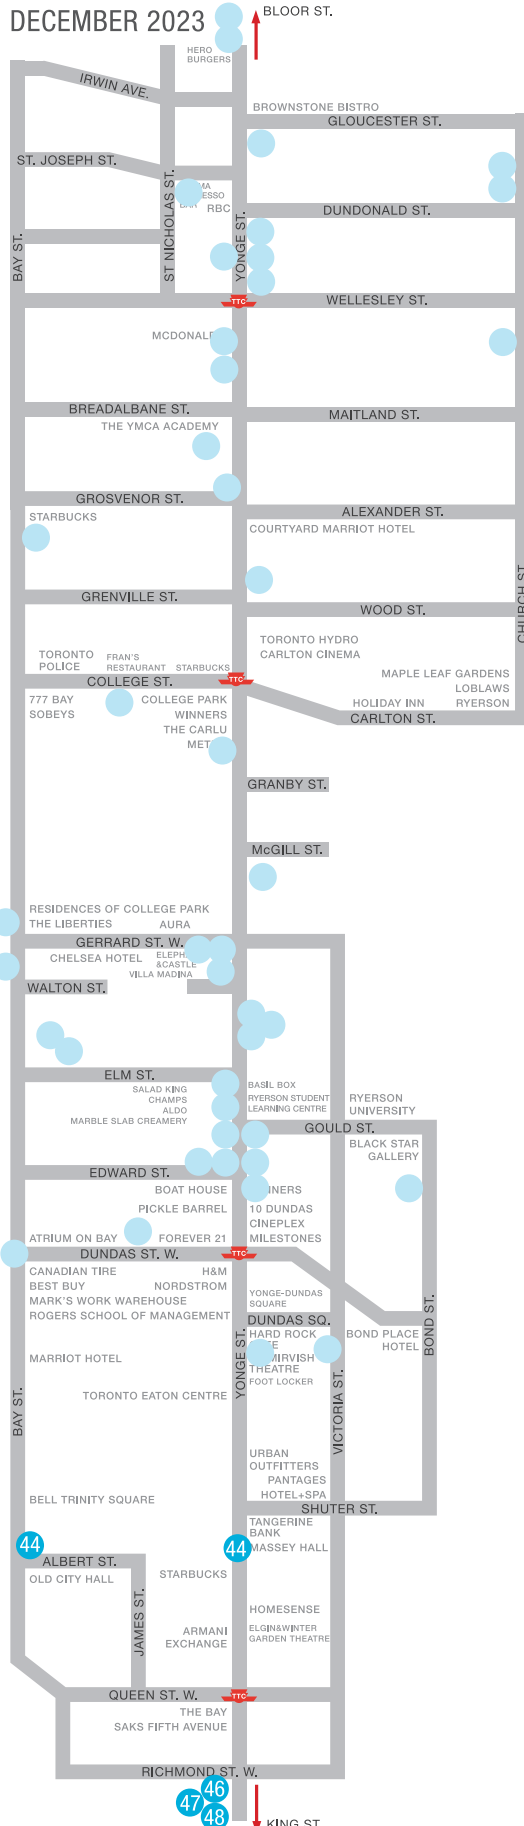 DECEMBER 2023
BLOOR ST.
HERO
BURGERS
IRWIN AVE.
BROWNSTONE BISTRO
GLOUCESTER ST.
ST. JOSEPH ST.
ST NICHOLAS ST.
RBC
DUNDONALD ST.
BAY ST.
YONGE ST.
TTC
WELLESLEY ST.
BREADALBANE ST.
MAITLAND ST.
THE YMCA ACADEMY
GROSVENOR ST.
ALEXANDER ST.
STARBUCKS
COURTYARD MARRIOT HOTEL
CHURCH ST.
GRENVILLE ST.
WOOD ST.
TORONTO HYDRO
CARLTON CINEMA
TORONTO
POLICE
FRAN'S
RESTAURANT
STARBUCKS
COLLEGE ST.
TTC
MAPLE LEAF GARDENS
LOBLAWS
HOLIDAY INN
RYERSON
CARLTON ST.
777 BAY
SOBEYS
COLLEGE PARK
WINNERS
THE CARLU
GRANBY ST.
McGILL ST.
RESIDENCES OF COLLEGE PARK
THE LIBERTIES
AURA
GERRARD ST. W.
CHELSEA HOTEL
&CASTLE
VILLA MADINA
WALTON ST.
ELM ST.
SALAD KING
CHAMPS
ALDO
MARBLE SLAB CREAMERY
BASIL BOX
RYERSON STUDENT
LEARNING CENTRE
RYERSON
UNIVERSITY
GOULD ST.
BLACK STAR
GALLERY
EDWARD ST.
BOAT HOUSE
PICKLE BARREL
10 DUNDAS
CINEPLEX
MILESTONES
ATRIUM ON BAY
FOREVER 21
DUNDAS ST. W.
TTC
CANADIAN TIRE
BEST BUY
MARK'S WORK WAREHOUSE
ROGERS SCHOOL OF MANAGEMENT
H&M
NORDSTROM
YONGE-DUNDAS
SQUARE
DUNDAS SQ.
HARD ROCK
BOND PLACE
HOTEL
BOND ST.
THEATRE
FOOT LOCKER
MARRIOT HOTEL
YONGE ST.
VICTORIA ST.
TORONTO EATON CENTRE
BAY ST.
URBAN
OUTFITTERS
PANTAGES
HOTEL+SPA
BELL TRINITY SQUARE
SHUTER ST.
TANGERINE
BANK
MASSEY HALL
44
44
ALBERT ST.
OLD CITY HALL
STARBUCKS
JAMES ST.
HOMESENSE
ARMANI
EXCHANGE
ELGIN&WINTER
GARDEN THEATRE
QUEEN ST. W.
TTC
THE BAY
SAKS FIFTH AVENUE
RICHMOND ST. W.
46
47
48
KING ST.